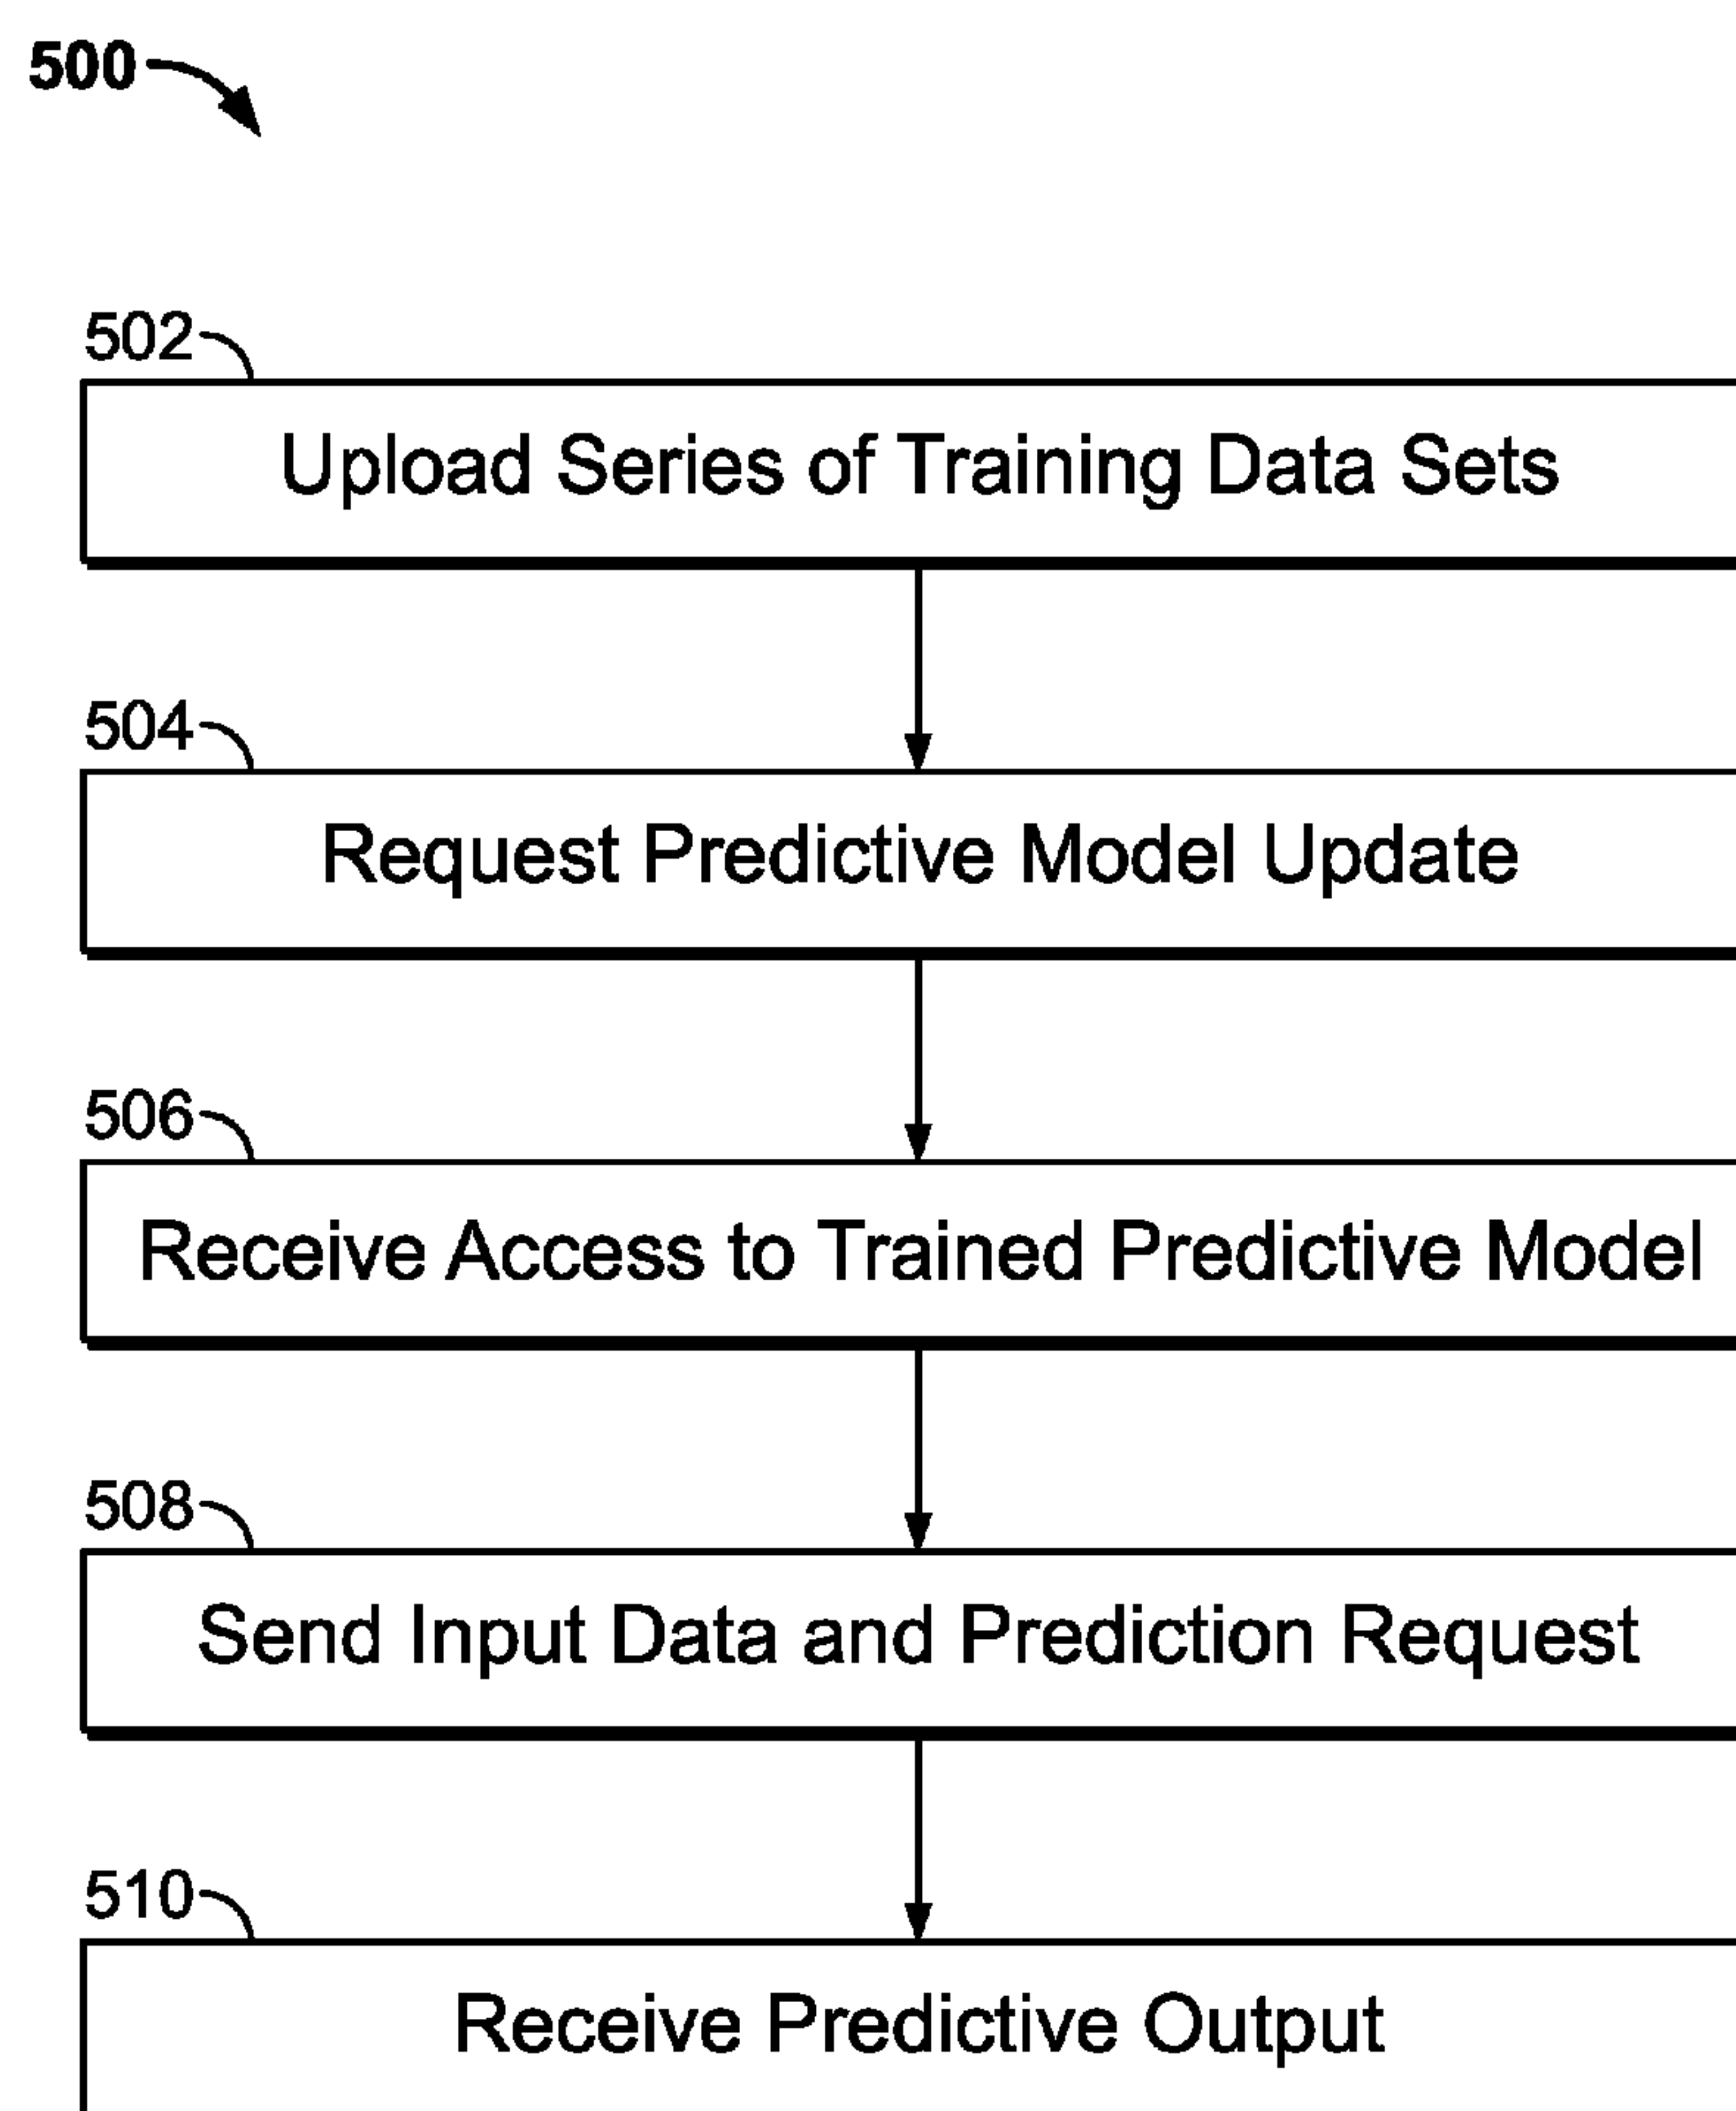 500
502
Upload Series of Training Data Sets
504
Request Predictive Model Update
506
Receive Access to Trained Predictive Model
508
Send Input Data and Prediction Request
510
Receive Predictive Output